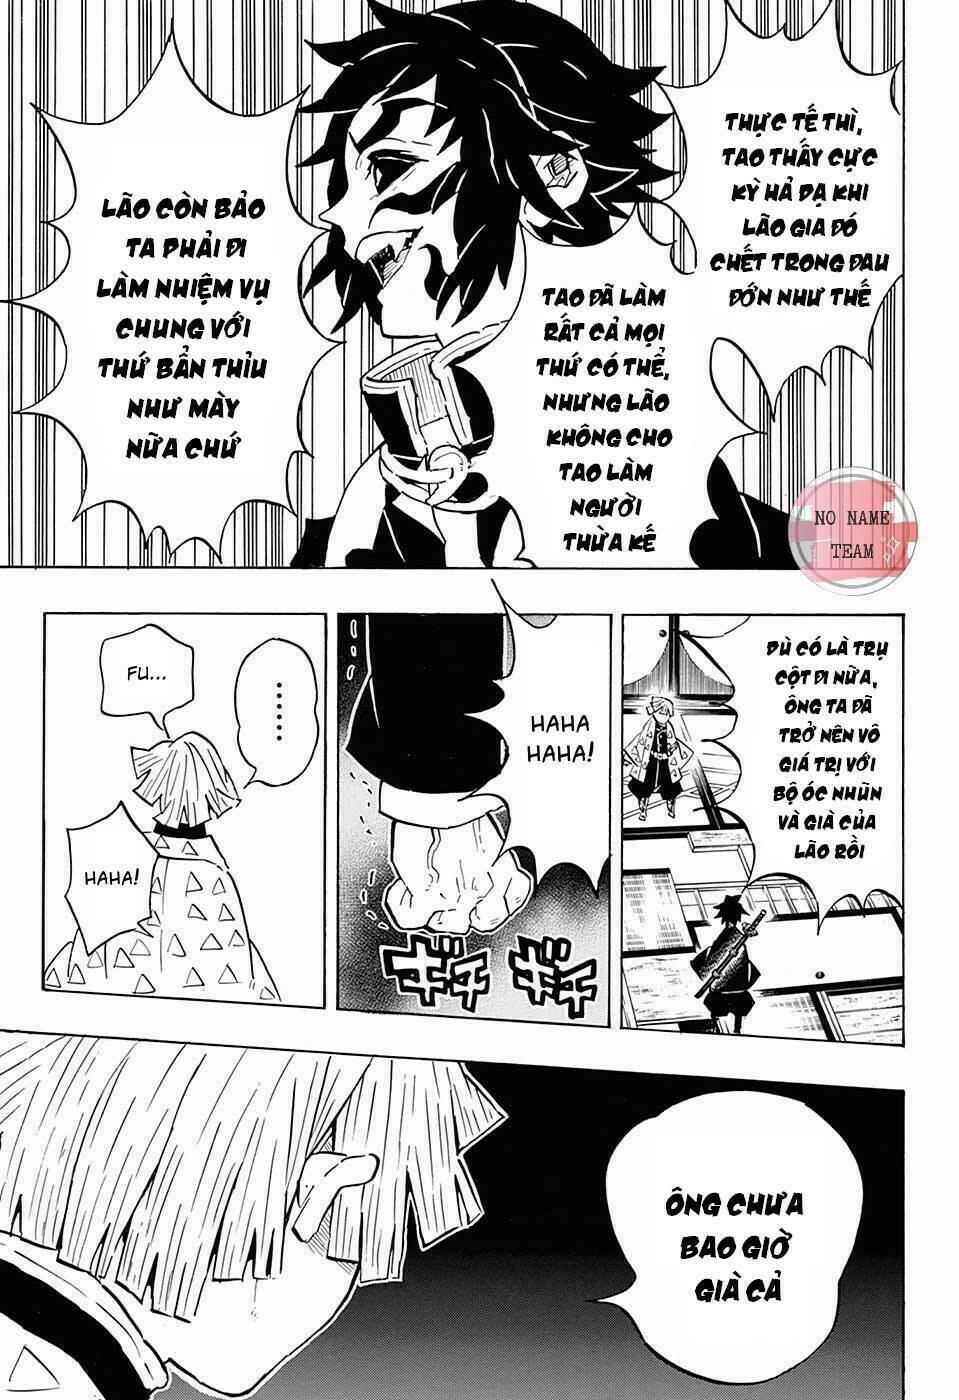 THỰC TẾ THÌ,
TAO THẤY CỰC
KỲ HẢ DẠ KHI
LÃO GIA ĐÓ
CHẾT TRONG ĐAU
ĐỚN NHƯ THẾ
TAO ĐÃ LÀM
RẤT CẢ MỌI
THỨ CÓ THỂ,
NHƯNG LÃO
KHÔNG CHO
TAO LÀM
NGƯỜI
THỪA KẾ
LÃO CÒN BẢO
TA PHẢI ĐI
LÀM NHIỆM VỤ
CHUNG VỚI
THỨ BẨN THỈU
NHƯ MÀY
NỮA CHỨ
NO NAME
TEAM
DÙ CÓ LÀ TRỤ
CỘT ĐI NỮA,
ÔNG TA ĐÃ
TRỞ NÊN VÔ
GIÁ TRỊ VỚI
BỘ ÓC NHŨN
VÀ GIÀ CỦA
LÃO RỒI
HAHA
HAHA!
ギチ
ギチ
......
FU...
HAHA!
ÔNG CHƯA
BAO GIỜ
GIÀ CẢ